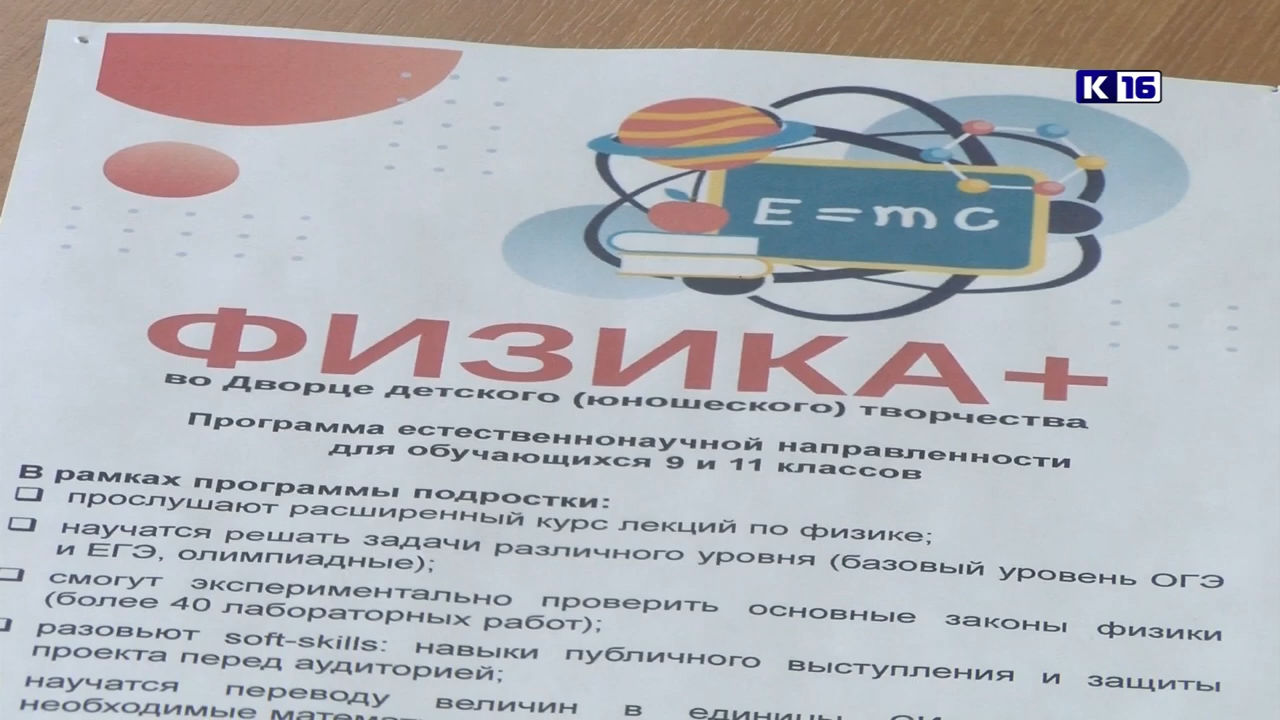 К 16
E = mc
ФИЗИКА+
во Дворце детского (юношеского) творчества
Программа естественнонаучной направленности
для обучающихся 9 и 11 классов
В рамках программы подростки:
прослушают расширенный курс лекций по физике;
научатся решать задачи различного уровня (базовый уровень ОГЭ
и ЕГЭ, олимпиадные);
смогут экспериментально проверить основные законы физики
(более 40 лабораторных работ);
разовьют soft-skills: навыки публичного выступления и защиты
проекта перед аудиторией;
научатся переводу величин в единицы
необходимые